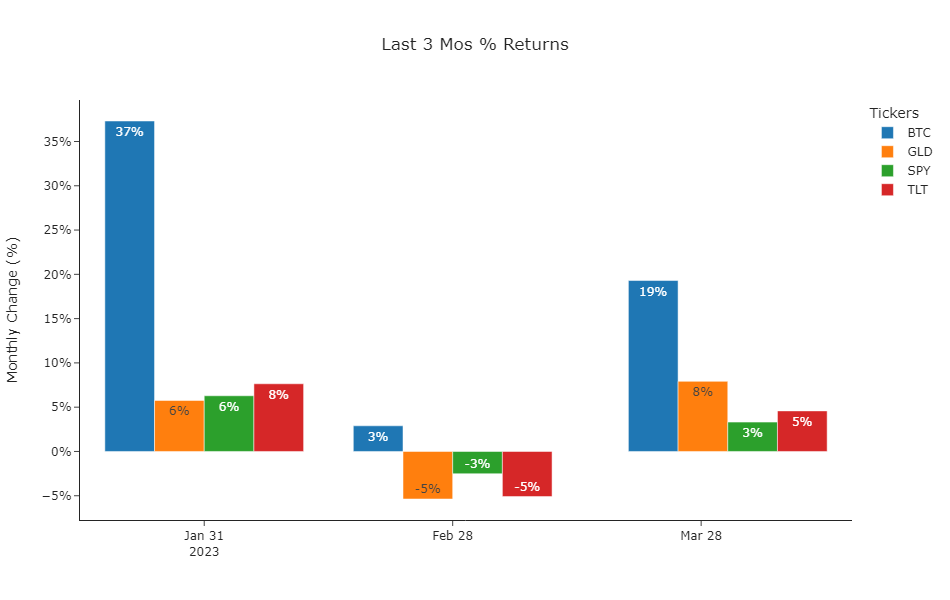 Last 3 Mos % Returns
Tickers
BTC
GLD
SPY
TLT
Monthly Change (%)
35%
30%
25%
20%
15%
10%
5%
0%
−5%
37%
6%
6%
8%
3%
-5%
-3%
-5%
19%
8%
3%
5%
Jan 31
2023
Feb 28
Mar 28